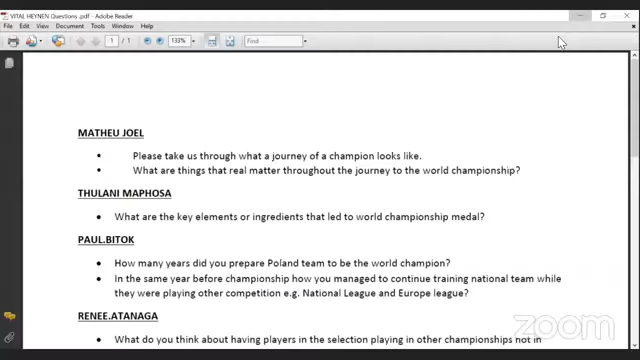 VITAL HEYNEN Questions .pdf - Adobe Reader
File Edit View Document Tools Window Help
1 / 1 133% Find
MATHEU JOEL
• Please take us through what a journey of a champion looks like.
• What are things that real matter throughout the journey to the world championship?
THULANI MAPHOSA
• What are the key elements or ingredients that led to world championship medal?
PAUL.BITOK
• How many years did you prepare Poland team to be the world champion?
• In the same year before championship how you managed to continue training national team while
they were playing other competition e.g. National League and Europe league?
RENEE.ATANAGA
• What do you think about having players in the selection playing in other championships not in
zoom